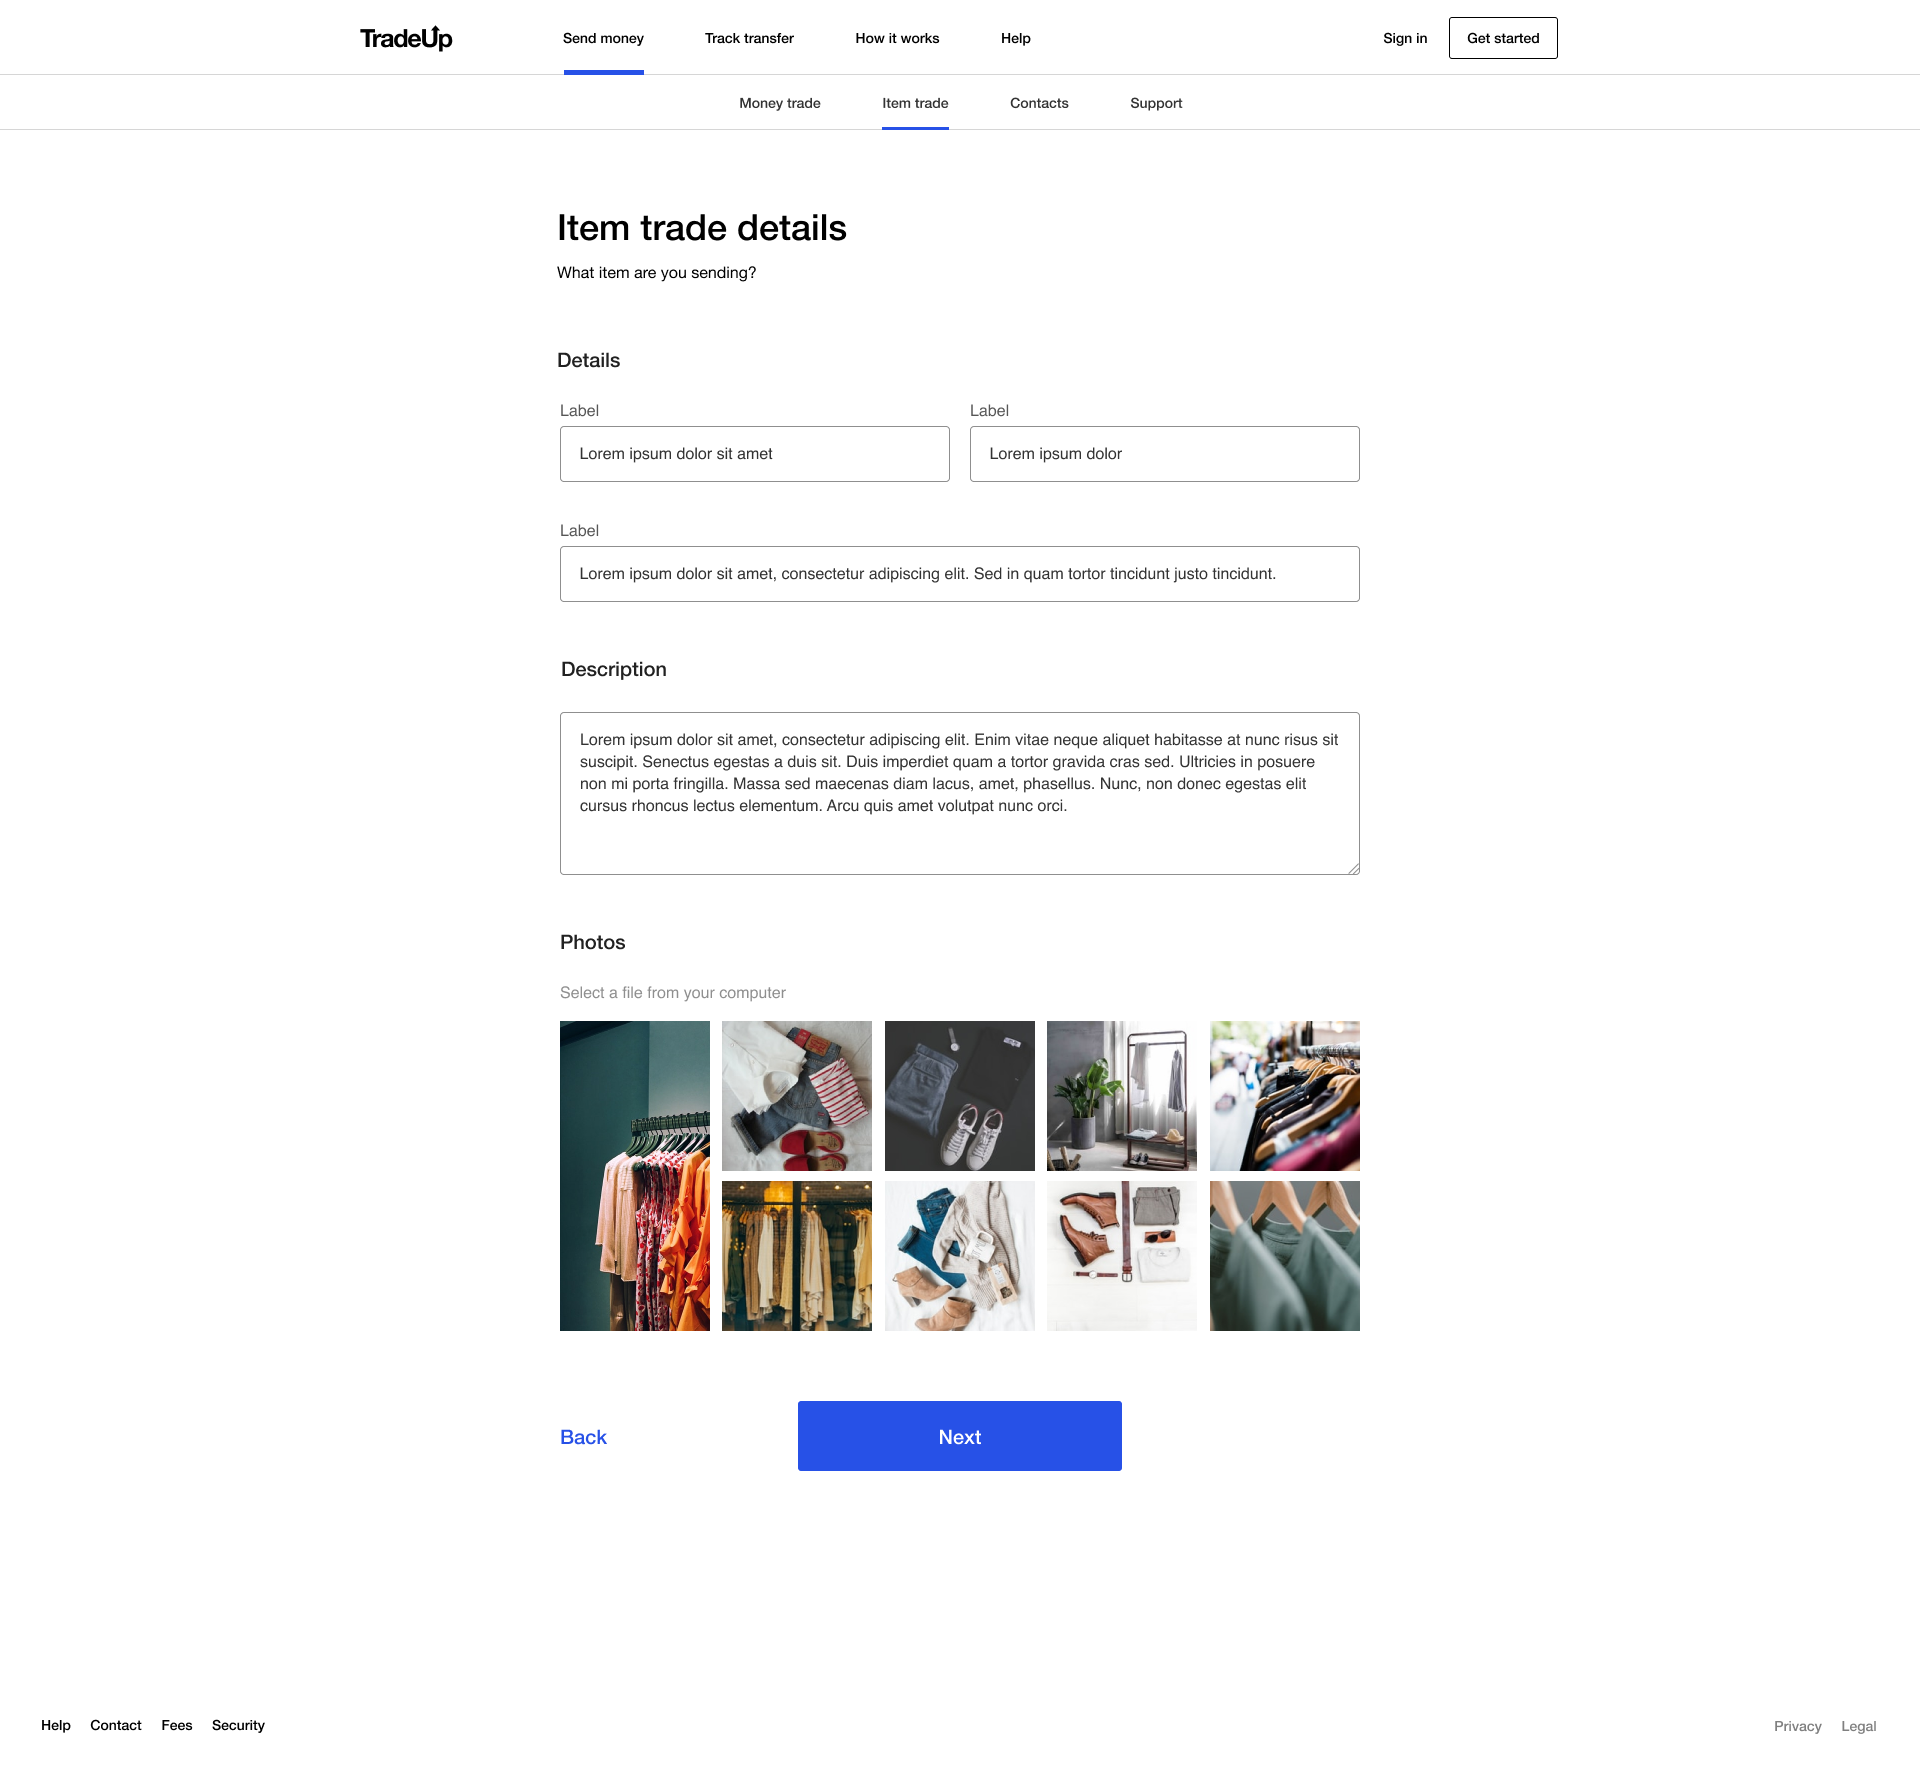 TradeUp
Send money
Track transfer
How it works
Help
Sign in
Get started
Money trade
Item trade
Contacts
Support
Item trade details
What item are you sending?
Details
Label
Label
Lorem ipsum dolor sit amet
Lorem ipsum dolor
Label
Lorem ipsum dolor sit amet, consectetur adipiscing elit. Sed in quam tortor tincidunt justo tincidunt.
Description
Lorem ipsum dolor sit amet, consectetur adipiscing elit. Enim vitae neque aliquet habitasse at nunc risus sit
suscipit. Senectus egestas a duis sit. Duis imperdiet quam a tortor gravida cras sed. Ultricies in posuere
non mi porta fringilla. Massa sed maecenas diam lacus, amet, phasellus. Nunc, non donec egestas elit
cursus rhoncus lectus elementum. Arcu quis amet volutpat nunc orci.
Photos
Select a file from your computer
Back
Next
Help
Contact
Fees
Security
Privacy
Legal